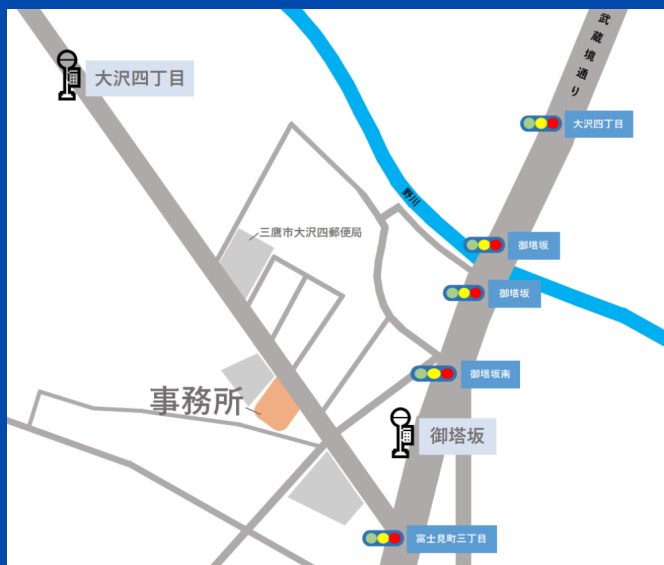 武蔵境通り
大沢四丁目
大沢四丁目
野川
三鷹市大沢四郵便局
御塔坂
御塔坂
御塔坂南
事務所
御塔坂
富士見町三丁目